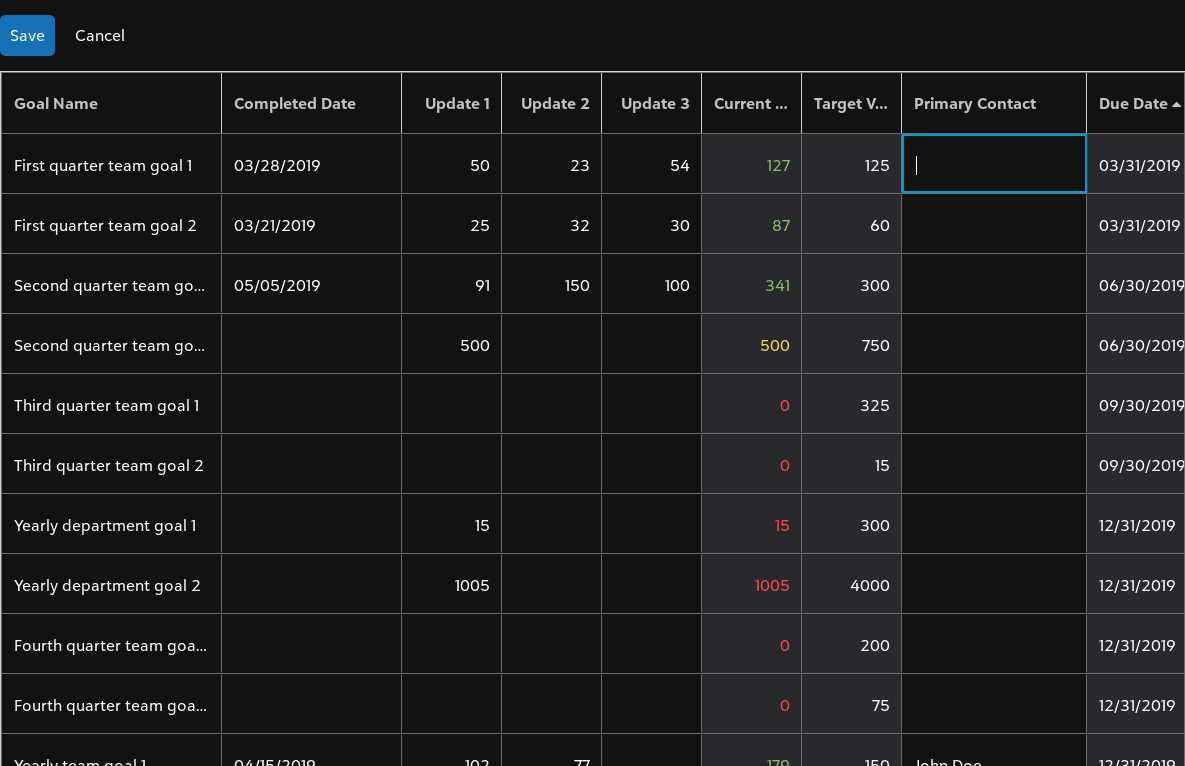 Save Cancel
Goal Name Completed Date Update 1 Update 2 Update 3 Current ... Target V... Primary Contact Due Date
First quarter team goal 1 03/28/2019 50 23 54 127 125 03/31/2019
First quarter team goal 2 03/21/2019 25 32 30 87 60 03/31/2019
Second quarter team go... 05/05/2019 91 150 100 341 300 06/30/2019
Second quarter team go... 500 500 750 06/30/2019
Third quarter team goal 1 0 325 09/30/2019
Third quarter team goal 2 0 15 09/30/2019
Yearly department goal 1 15 15 300 12/31/2019
Yearly department goal 2 1005 1005 4000 12/31/2019
Fourth quarter team goa... 0 200 12/31/2019
Fourth quarter team goa... 0 75 12/31/2019
Yearly team goal 1 04/15/2019 102 77 179 150 John Doe 12/31/2019